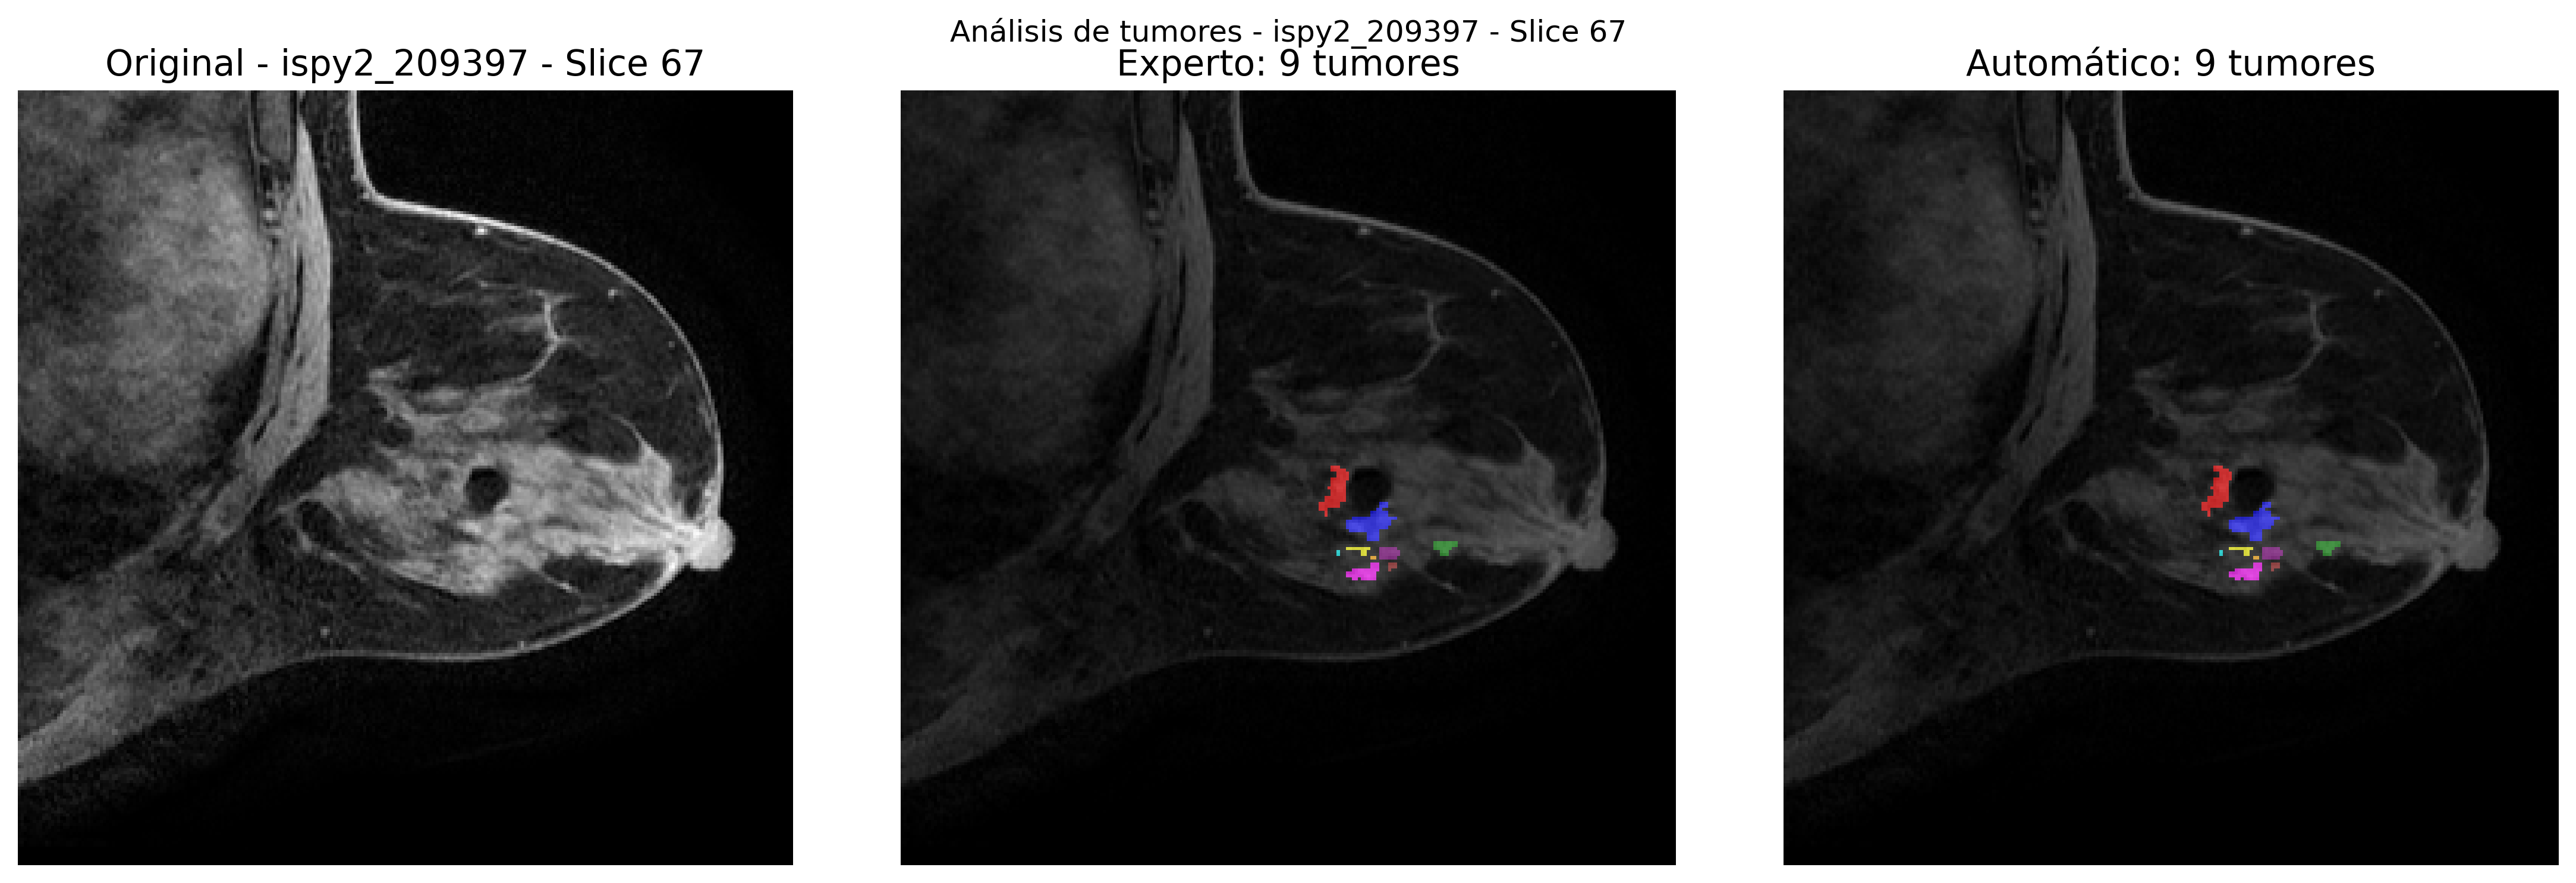 Análisis de tumores - ispy2_209397 - Slice 67
Original - ispy2_209397 - Slice 67
Experto: 9 tumores
Automático: 9 tumores